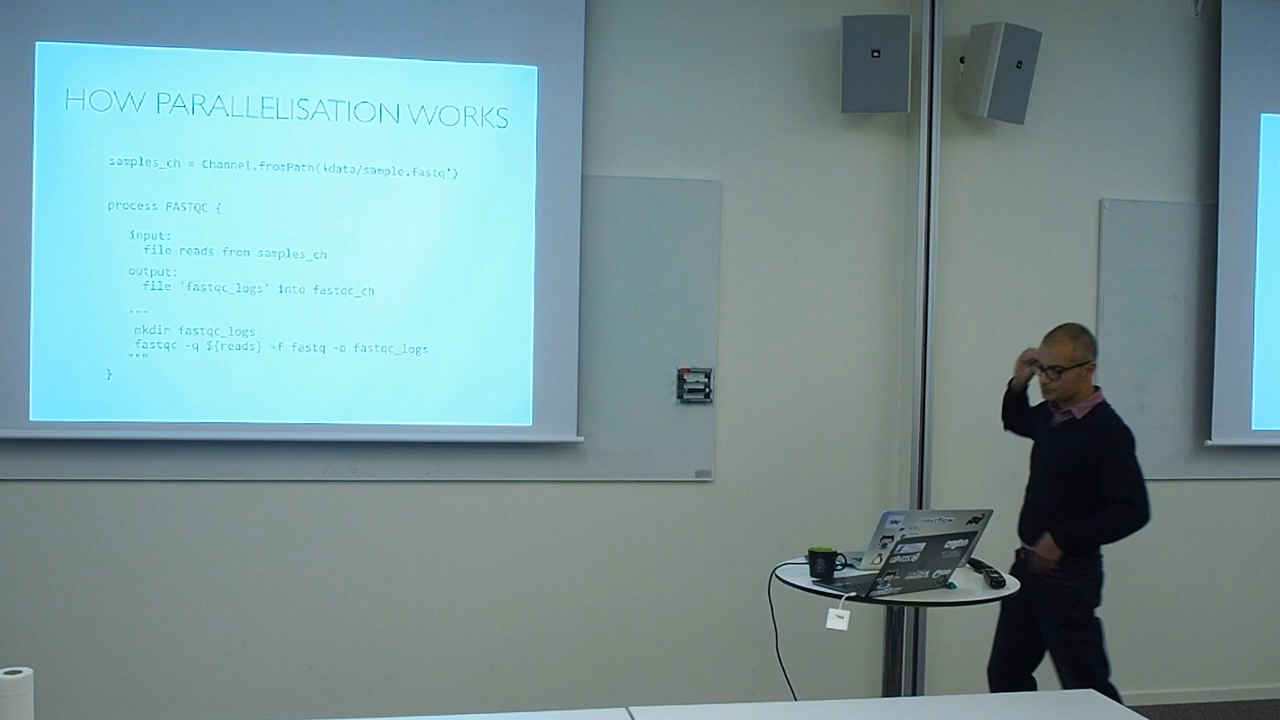 HOW PARALLELISATION WORKS
samples_ch = Channel.fromPath('data/sample.fastq')
process FASTQC {
input:
file reads from samples_ch
output:
file 'fastqc_logs' into fastqc_ch
"""
mkdir fastqc_logs
fastqc -q ${reads} -f fastq -o fastqc_logs
"""
}